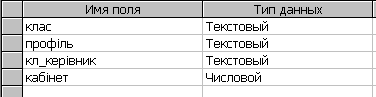 Имя поля Тип данных
клас Текстовый
профіль Текстовый
кл_керівник Текстовый
кабінет Числовой